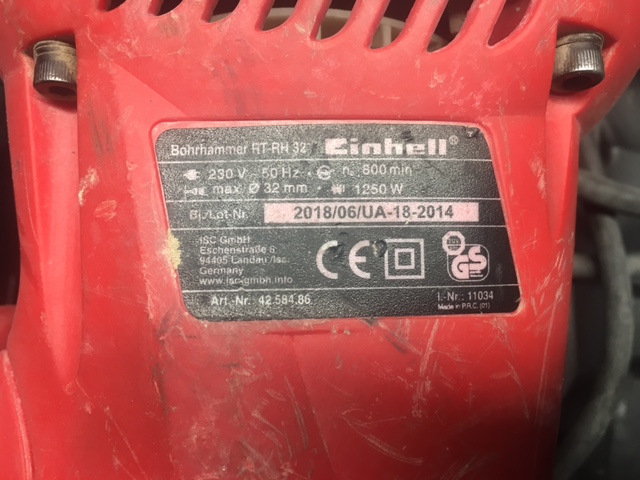 Bohrhammer RT-RH 32 Einhell®
230 V~ 50 Hz • n₀ 800 min
max. Ø 32 mm • 1250 W
Bj./Lot-Nr. 2018/06/UA-18-2014
ISC GmbH
Eschenstraße 6
94405 Landau/Isc.
Germany
www.isc-gmbh.info
CE
GS
Art.-Nr.: 42.584.86
I.-Nr.: 11034
Made in P.R.C. (01)